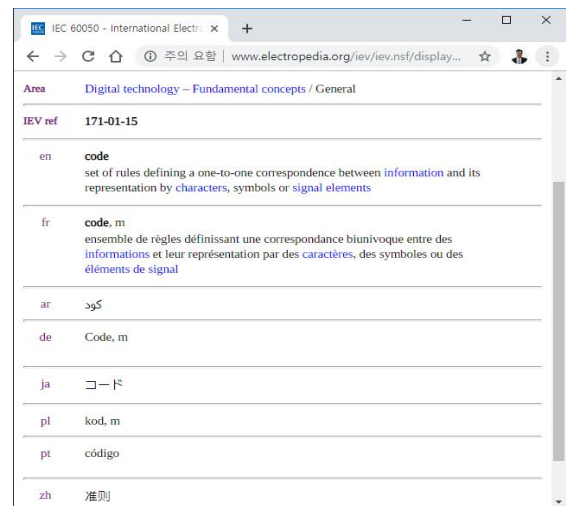 IEC 60050 - International Electr
주의 요함 | www.electropedia.org/iev/iev.nsf/display...
Area Digital technology – Fundamental concepts / General
IEV ref 171-01-15
en code
set of rules defining a one-to-one correspondence between information and its
representation by characters, symbols or signal elements
fr code, m
ensemble de règles définissant une correspondance biunivoque entre des
informations et leur représentation par des caractères, des symboles ou des
éléments de signal
ar كود
de Code, m
ja コード
pl kod, m
pt código
zh 准则